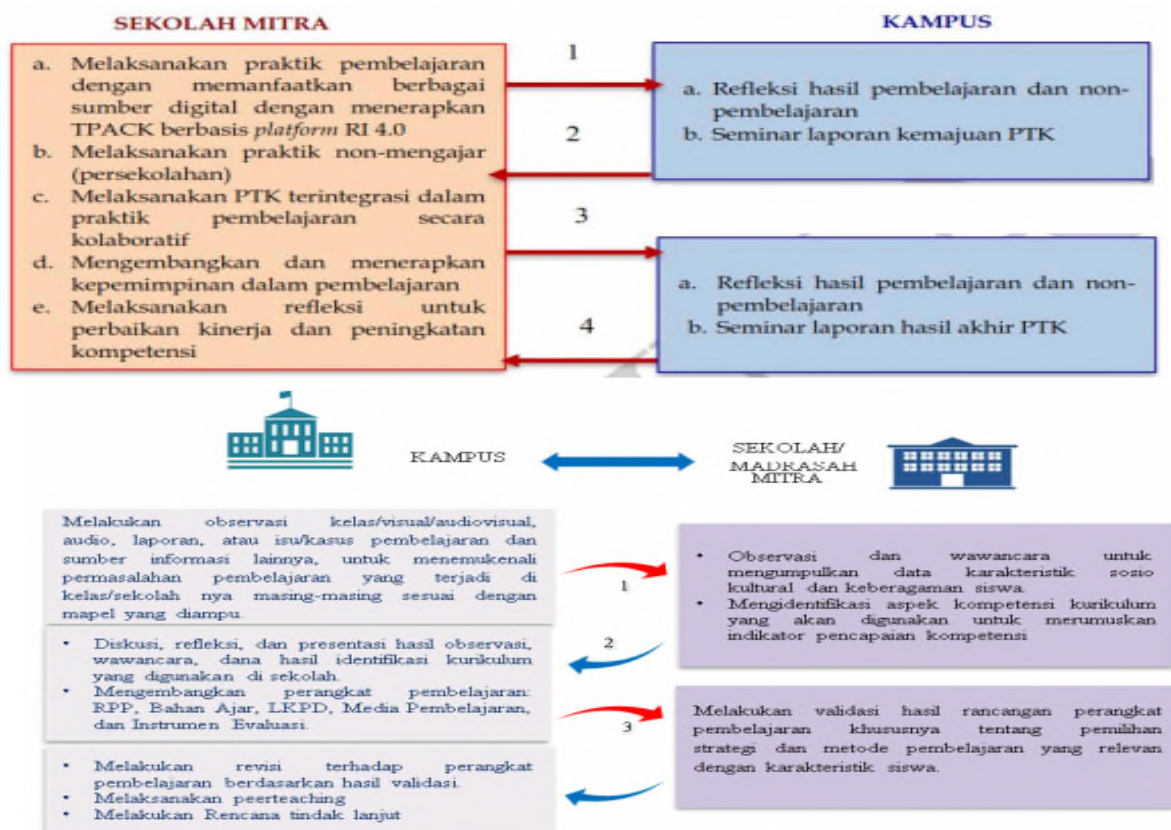 SEKOLAH MITRA
a. Melaksanakan praktik pembelajaran
dengan memanfaatkan berbagai
sumber digital dengan menerapkan
TPACK berbasis platform RI 4.0
b. Melaksanakan praktik non-mengajar
(persekolahan)
c. Melaksanakan PTK terintegrasi dalam
praktik pembelajaran secara
kolaboratif
d. Mengembangkan dan menerapkan
kepemimpinan dalam pembelajaran
e. Melaksanakan refleksi untuk
perbaikan kinerja dan peningkatan
kompetensi
1
2
3
4
KAMPUS
a. Refleksi hasil pembelajaran dan non-
pembelajaran
b. Seminar laporan kemajuan PTK
a. Refleksi hasil pembelajaran dan non-
pembelajaran
b. Seminar laporan hasil akhir PTK
KAMPUS
SEKOLAH/
MADRASAH
MITRA
Melakukan observasi kelas/visual/audiovisual,
audio, laporan, atau isu/kasus pembelajaran dan
sumber informasi lainnya, untuk menemukenali
permasalahan pembelajaran yang terjadi di
kelas/sekolah nya masing-masing sesuai dengan
mapel yang diampu.
1
• Observasi dan wawancara untuk
mengumpulkan data karakteristik sosio
kultural dan keberagaman siswa.
• Mengidentifikasi aspek kompetensi kurikulum
yang akan digunakan untuk merumuskan
indikator pencapaian kompetensi
2
• Diskusi, refleksi, dan presentasi hasil observasi,
wawancara, dana hasil identifikasi kurikulum
yang digunakan di sekolah.
• Mengembangkan perangkat pembelajaran:
RPP, Bahan Ajar, LKPD, Media Pembelajaran,
dan Instrumen Evaluasi.
3
Melakukan validasi hasil rancangan perangkat
pembelajaran khususnya tentang pemilihan
strategi dan metode pembelajaran yang relevan
dengan karakteristik siswa.
• Melakukan revisi terhadap perangkat
pembelajaran berdasarkan hasil validasi.
• Melaksanakan peerteaching
• Melakukan Rencana tindak lanjut